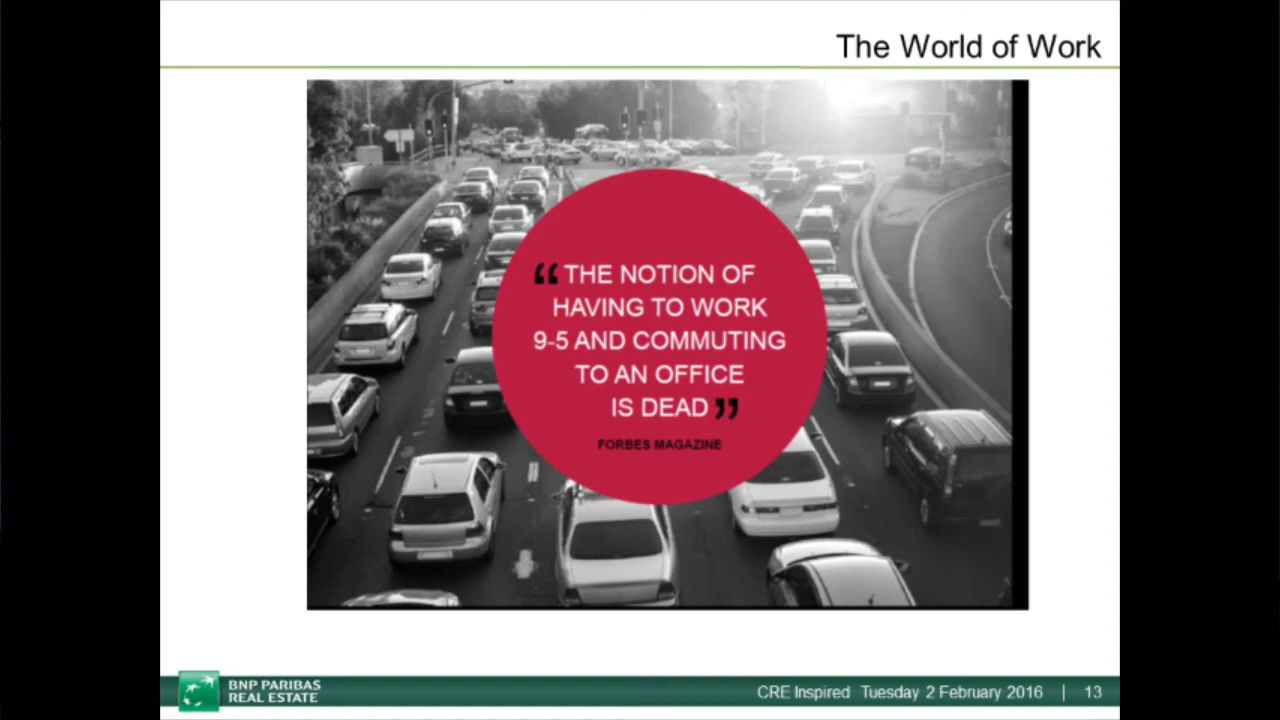 The World of Work
“ THE NOTION OF
HAVING TO WORK
9-5 AND COMMUTING
TO AN OFFICE
IS DEAD ”
FORBES MAGAZINE
BNP PARIBAS
REAL ESTATE
CRE Inspired Tuesday 2 February 2016 | 13